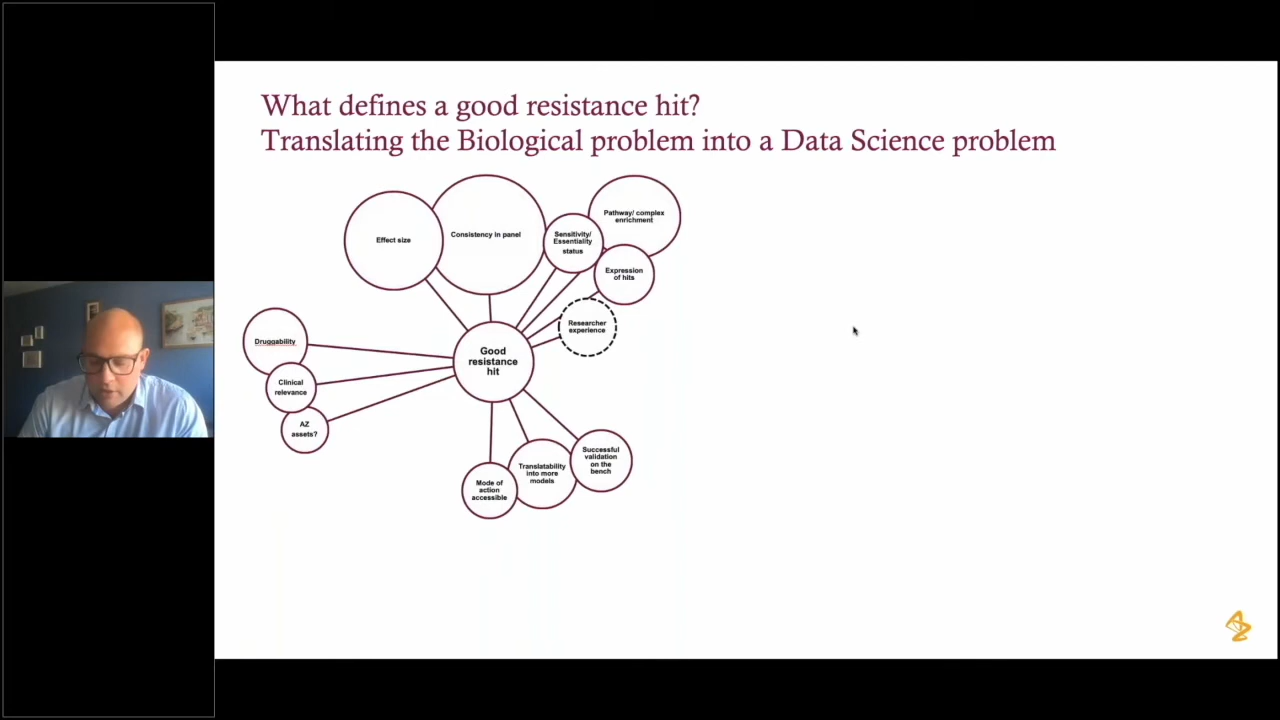 What defines a good resistance hit?
Translating the Biological problem into a Data Science problem
Effect size
Consistency in panel
Sensitivity/
Essentiality
status
Pathway/ complex
enrichment
Expression
of hits
Researcher
experience
Druggability
Clinical
relevance
AZ
assets?
Good
resistance
hit
Mode of
action
accessible
Translatability
into more
models
Successful
validation
on the
bench